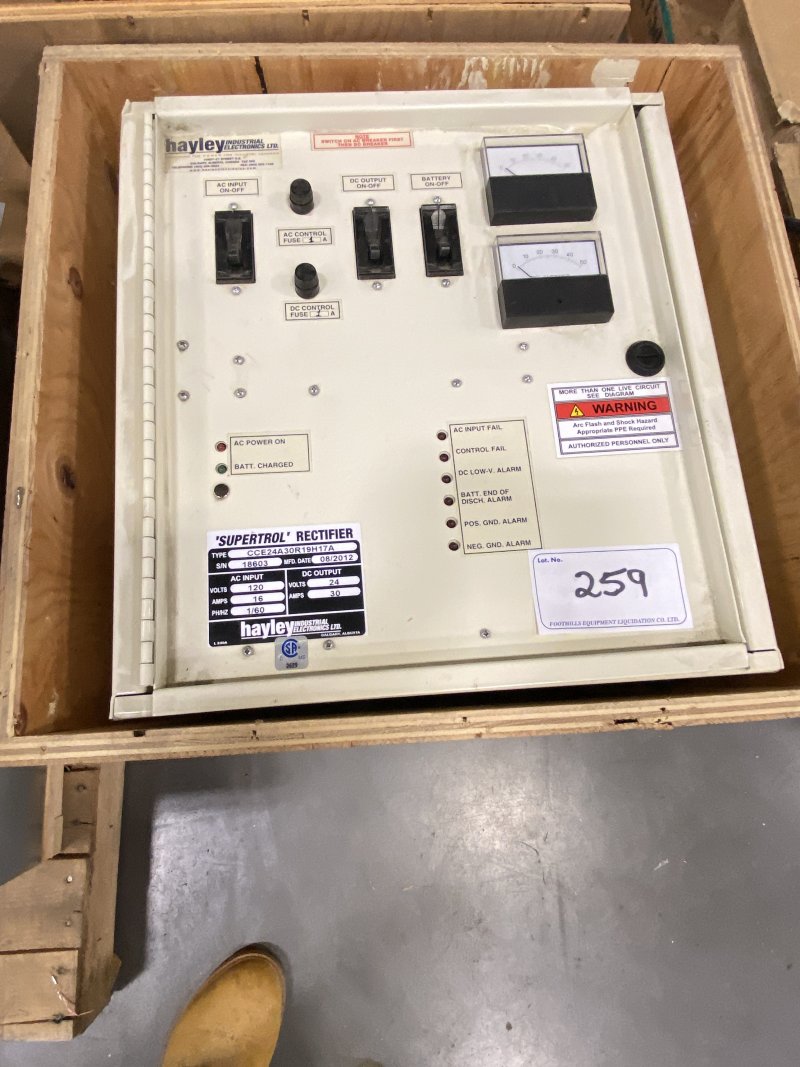 hayley INDUSTRIAL ELECTRONICS LTD.
NOTE
SWITCH ON AC BREAKER FIRST
THEN DC BREAKER
AC INPUT
ON-OFF
DC OUTPUT
ON-OFF
BATTERY
ON-OFF
AC CONTROL
FUSE 1 A
DC CONTROL
FUSE 1 A
0 10 20 30 40 50
MORE THAN ONE LIVE CIRCUIT
SEE DIAGRAM
WARNING
Arc Flash and Shock Hazard
Appropriate PPE Required
AUTHORIZED PERSONNEL ONLY
AC POWER ON
BATT. CHARGED
AC INPUT FAIL
CONTROL FAIL
DC LOW-V. ALARM
BATT. END OF
DISCH. ALARM
POS. GND. ALARM
NEG. GND. ALARM
'SUPERTROL' RECTIFIER
TYPE CCE24A30R19H17A
S/N 18603 MFD. DATE 08/2012
AC INPUT
VOLTS 120
AMPS 16
PH/HZ 1/60
DC OUTPUT
VOLTS 24
AMPS 30
hayley INDUSTRIAL ELECTRONICS LTD.
CALGARY, ALBERTA
Lot. No.
259
FOOTHILLS EQUIPMENT LIQUIDATION CO. LTD.